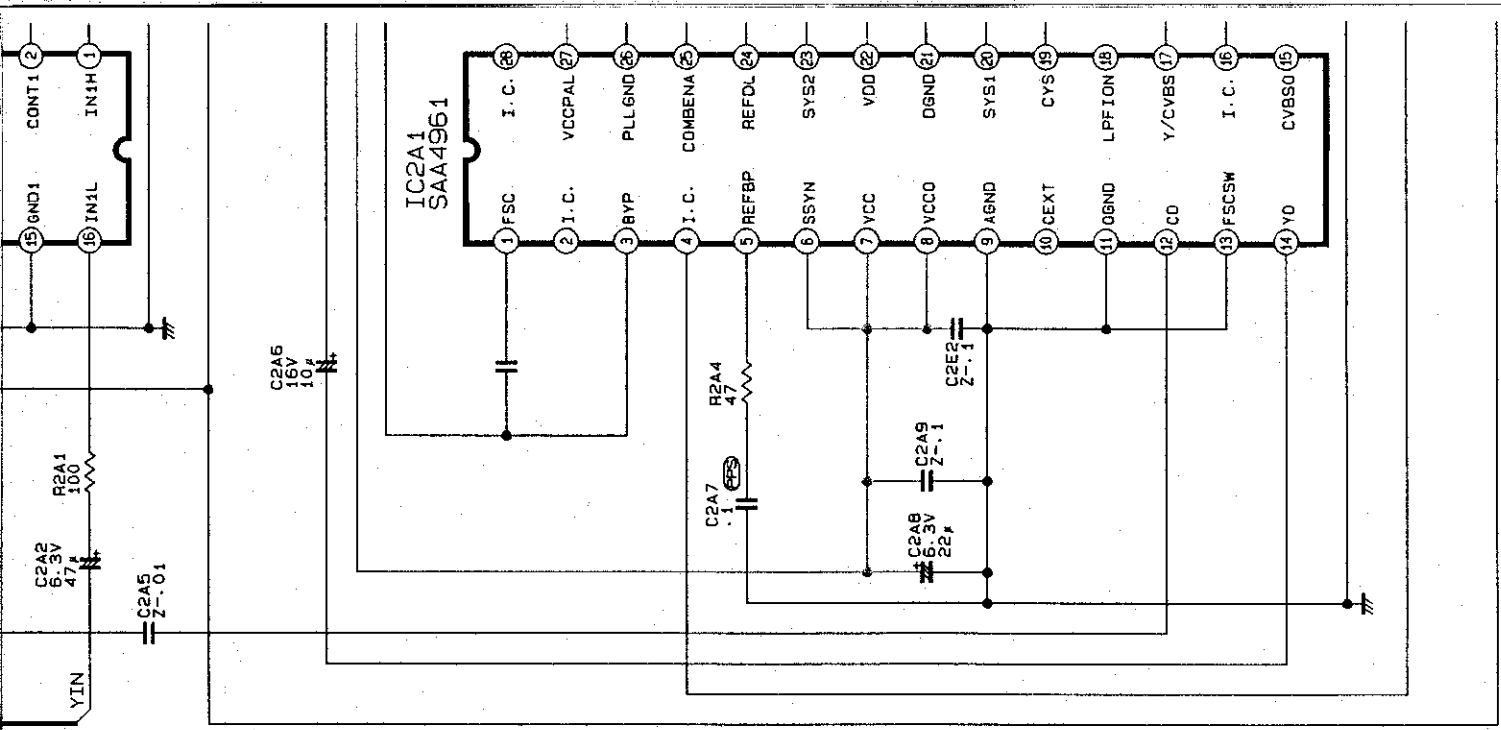 2
1
CONT1
IN1H
GND1
IN1L
15
16
IC2A1
SAA4961
28
27
26
25
24
23
22
21
20
19
18
17
16
15
I.C.
VCCPAL
PLLGND
COMBENA
REFDL
SYS2
VDD
DGND
SYS1
CYS
LPFION
Y/CVBS
I.C.
CVBSO
FSC
I.C.
BYP
I.C.
REFBP
SSYN
VCC
VCCO
AGND
CEXT
OGND
CO
FSCSW
YO
1
2
3
4
5
6
7
8
9
10
11
12
13
14
C2A6
16V
10µ
R2A4
47
C2E2
Z-.1
R2A1
100
C2A7
.1
PPS
C2A9
Z-.1
C2A2
6.3V
47µ
C2A8
6.3V
22µ
C2A5
Z-.01
YIN